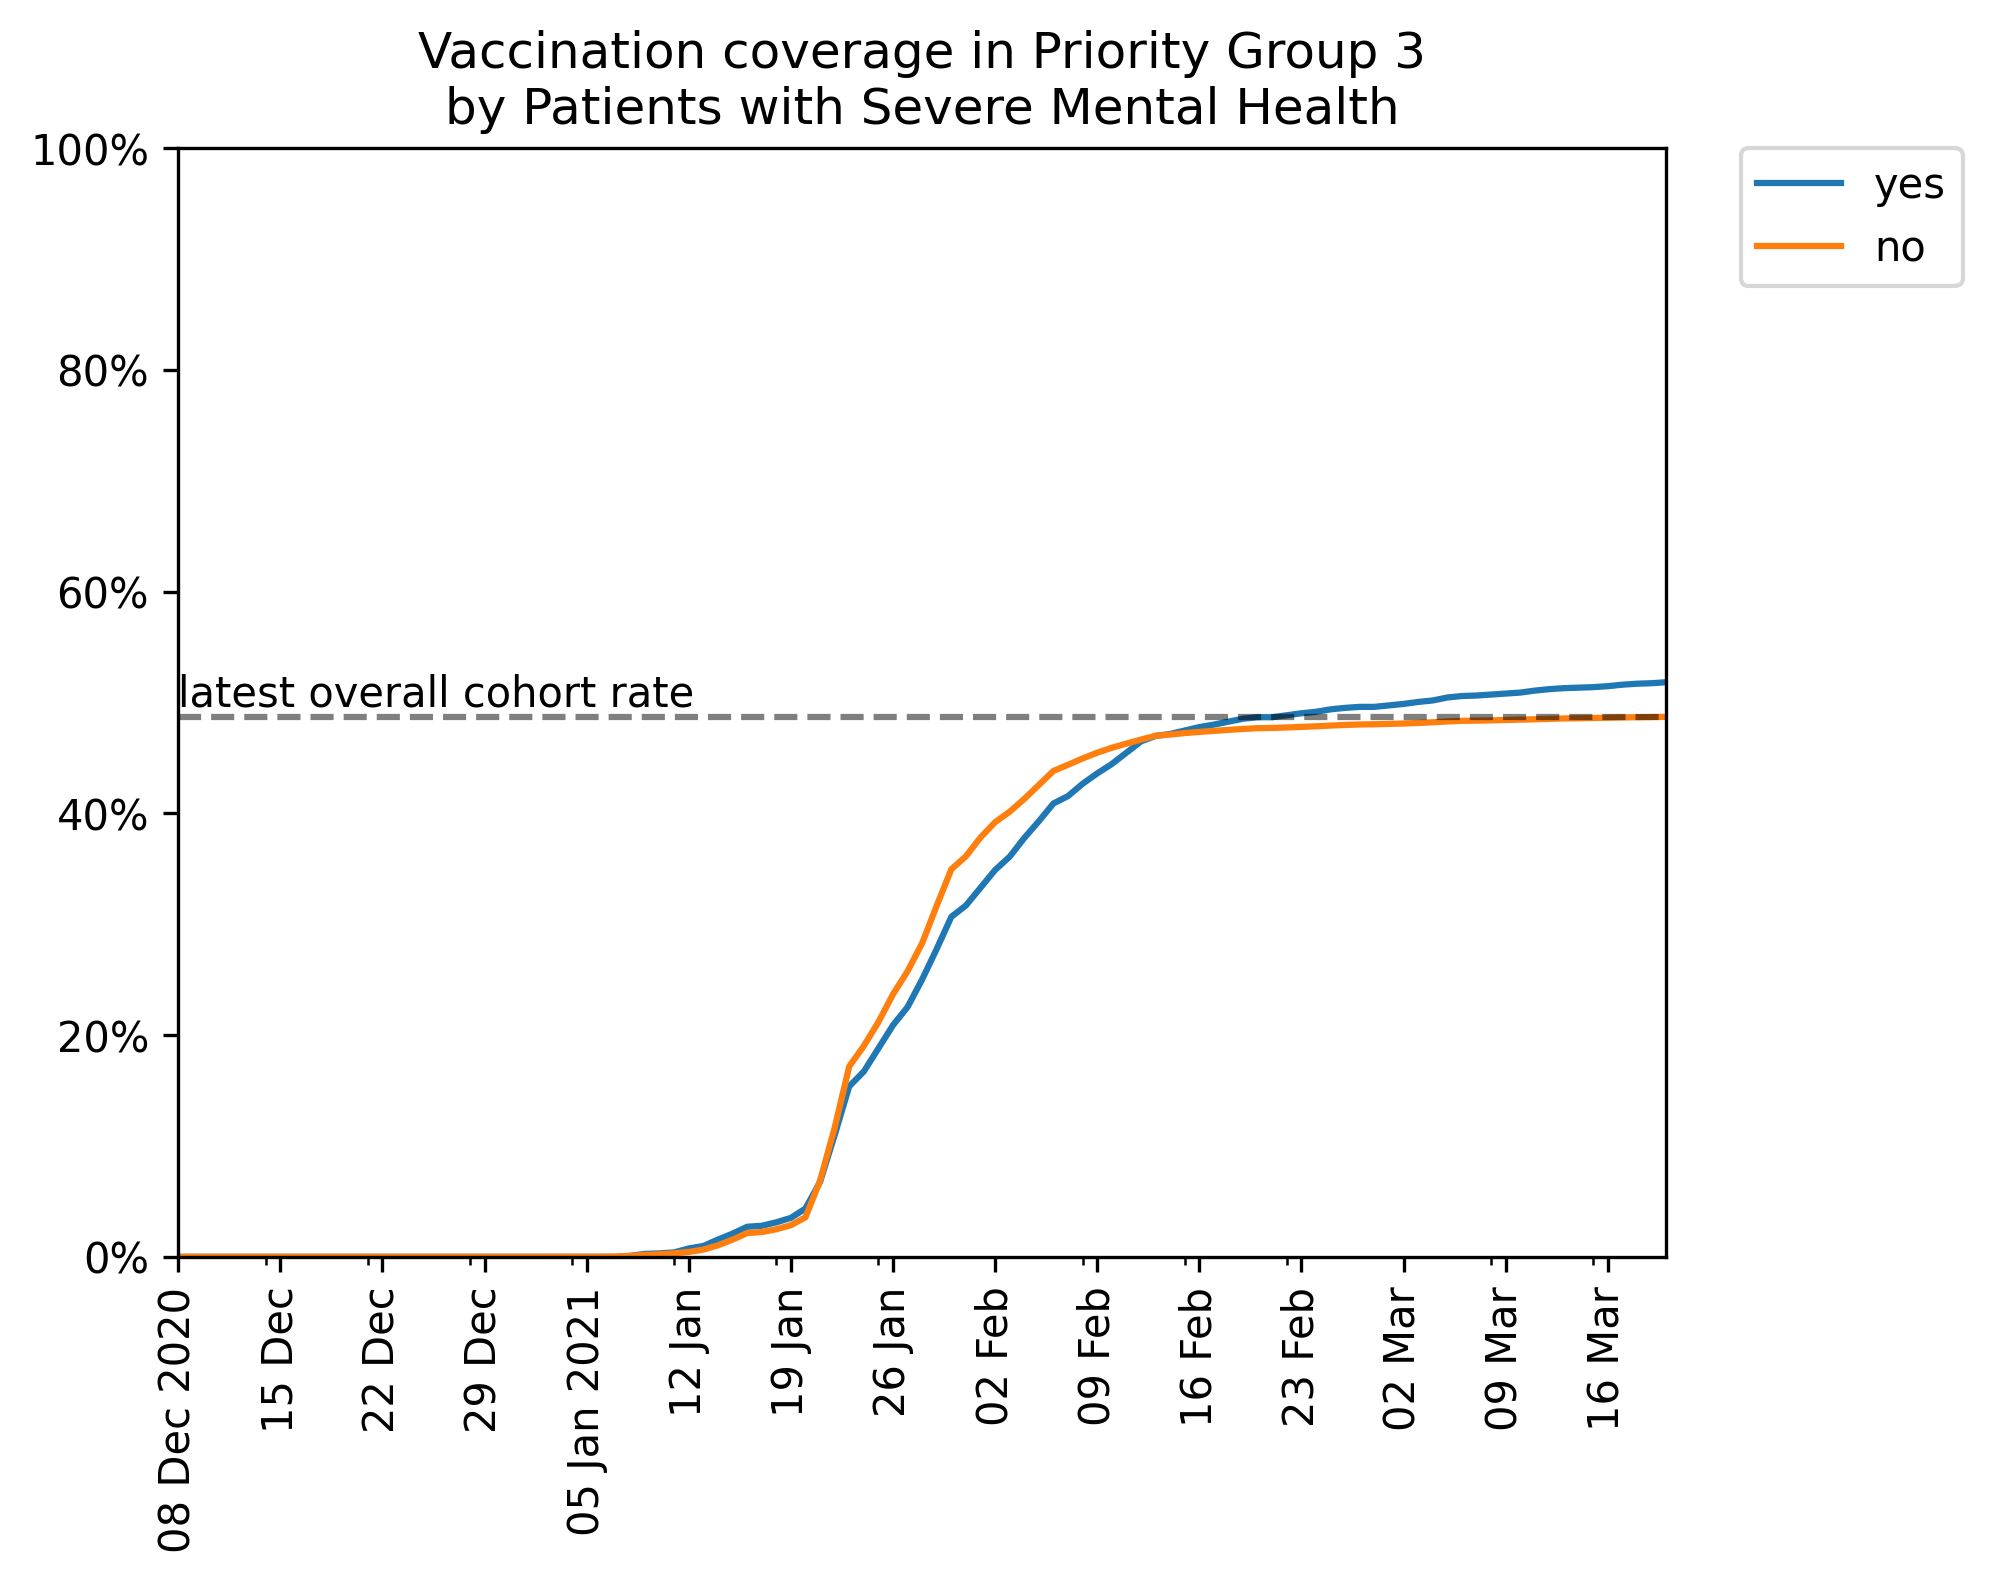 Vaccination coverage in Priority Group 3
by Patients with Severe Mental Health
100%
80%
60%
40%
20%
0%
latest overall cohort rate
yes
no
08 Dec 2020
15 Dec
22 Dec
29 Dec
05 Jan 2021
12 Jan
19 Jan
26 Jan
02 Feb
09 Feb
16 Feb
23 Feb
02 Mar
09 Mar
16 Mar